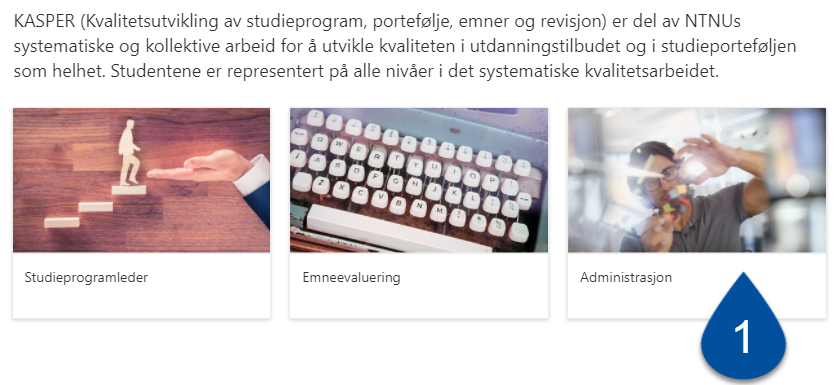 KASPER (Kvalitetsutvikling av studieprogram, portefølje, emner og revisjon) er del av NTNUs
systematiske og kollektive arbeid for å utvikle kvaliteten i utdanningstilbudet og i studieporteføljen
som helhet. Studentene er representert på alle nivåer i det systematiske kvalitetsarbeidet.
Studieprogramleder
Emneevaluering
Administrasjon
1